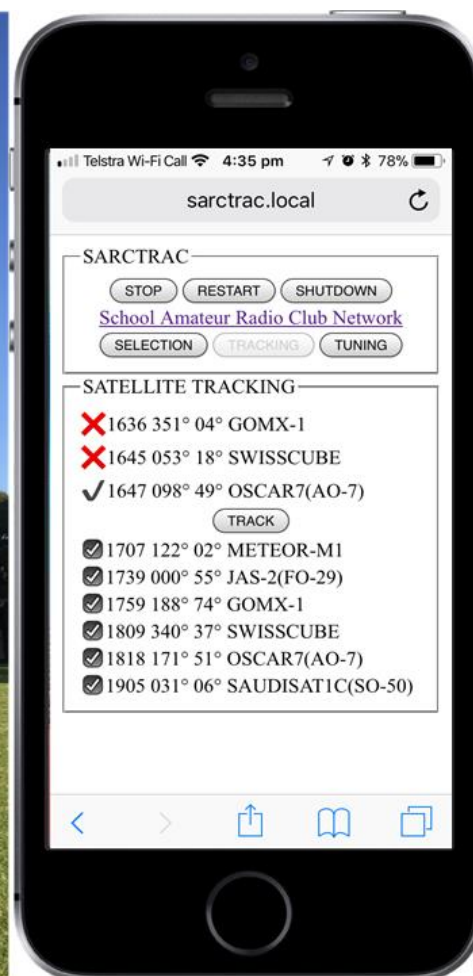 Telstra Wi-Fi Call 4:35 pm 78%
sarctrac.local
SARCTRAC
STOP RESTART SHUTDOWN
School Amateur Radio Club Network
SELECTION TRACKING TUNING
SATELLITE TRACKING
1636 351° 04° GOMX-1
1645 053° 18° SWISSCUBE
1647 098° 49° OSCAR7(AO-7)
TRACK
1707 122° 02° METEOR-M1
1739 000° 55° JAS-2(FO-29)
1759 188° 74° GOMX-1
1809 340° 37° SWISSCUBE
1818 171° 51° OSCAR7(AO-7)
1905 031° 06° SAUDISAT1C(SO-50)